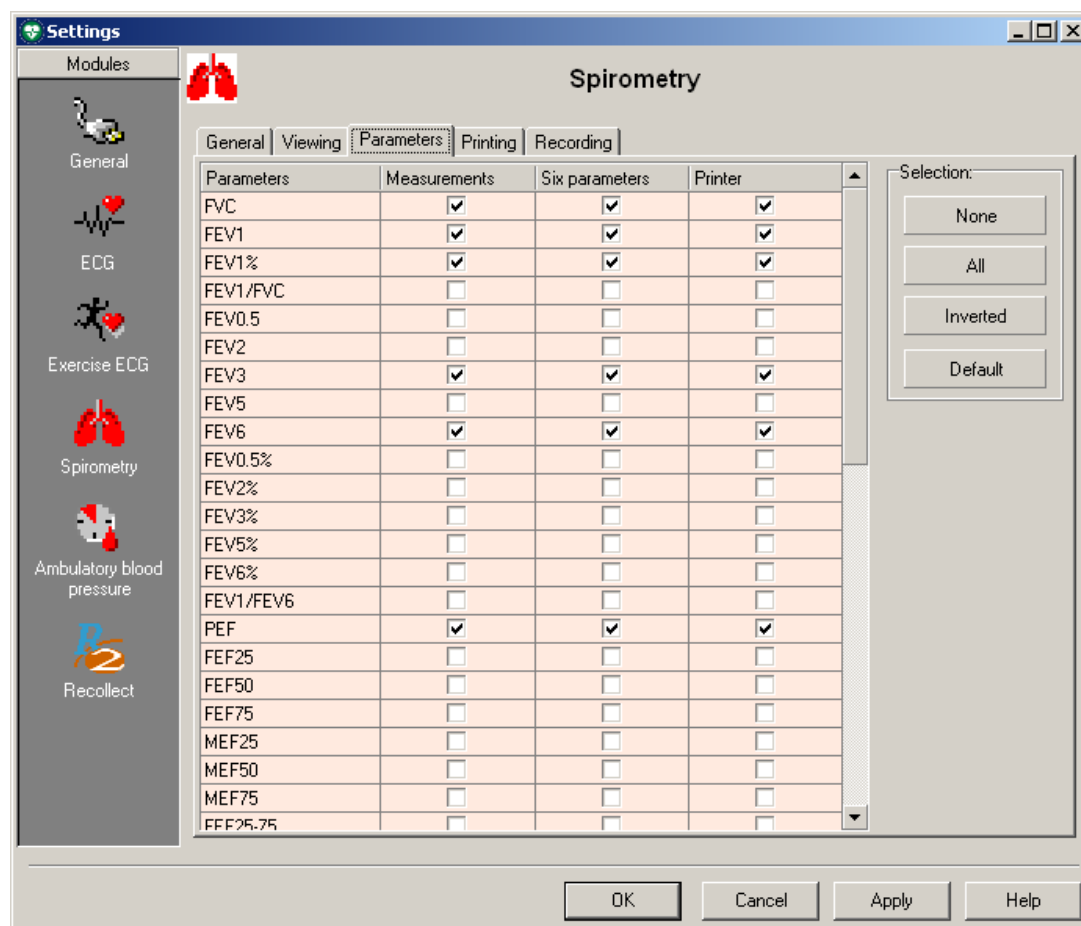 Settings
Modules
General
ECG
Exercise ECG
Spirometry
Ambulatory blood
pressure
Recollect
Spirometry
General Viewing Parameters Printing Recording
Parameters Measurements Six parameters Printer
FVC
FEV1
FEV1%
FEV1/FVC
FEV0.5
FEV2
FEV3
FEV5
FEV6
FEV0.5%
FEV2%
FEV3%
FEV5%
FEV6%
FEV1/FEV6
PEF
FEF25
FEF50
FEF75
MEF25
MEF50
MEF75
FEF25-75
Selection:
None
All
Inverted
Default
OK Cancel Apply Help